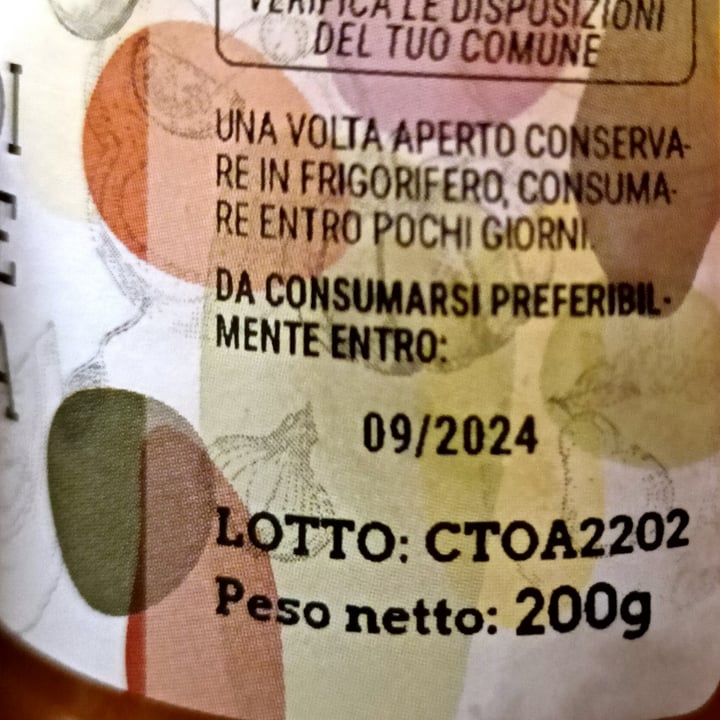 VERIFICA LE DISPOSIZIONI
DEL TUO COMUNE
UNA VOLTA APERTO CONSERVA-
RE IN FRIGORIFERO, CONSUMA-
RE ENTRO POCHI GIORNI.
DA CONSUMARSI PREFERIBIL-
MENTE ENTRO:
09/2024
LOTTO: CTOA2202
Peso netto: 200g